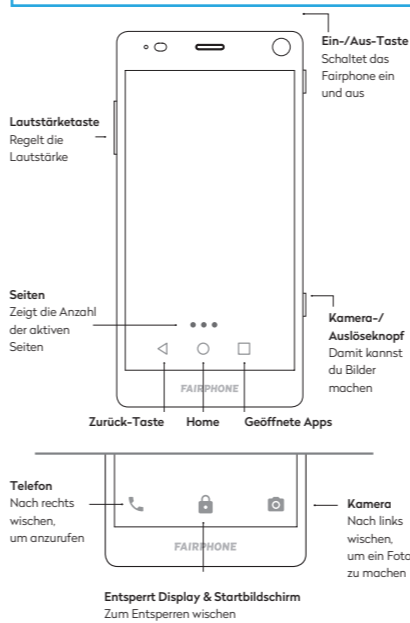 Ein-/Aus-Taste
Schaltet das
Fairphone ein
und aus
Lautstärketaste
Regelt die
Lautstärke
Seiten
Zeigt die Anzahl
der aktiven
Seiten
Kamera-/
Auslöseknopf
Damit kannst
du Bilder
machen
FAIRPHONE
Zurück-Taste Home Geöffnete Apps
Telefon
Nach rechts
wischen,
um anzurufen
Kamera
Nach links
wischen,
um ein Foto
zu machen
FAIRPHONE
Entsperrt Display & Startbildschirm
Zum Entsperren wischen